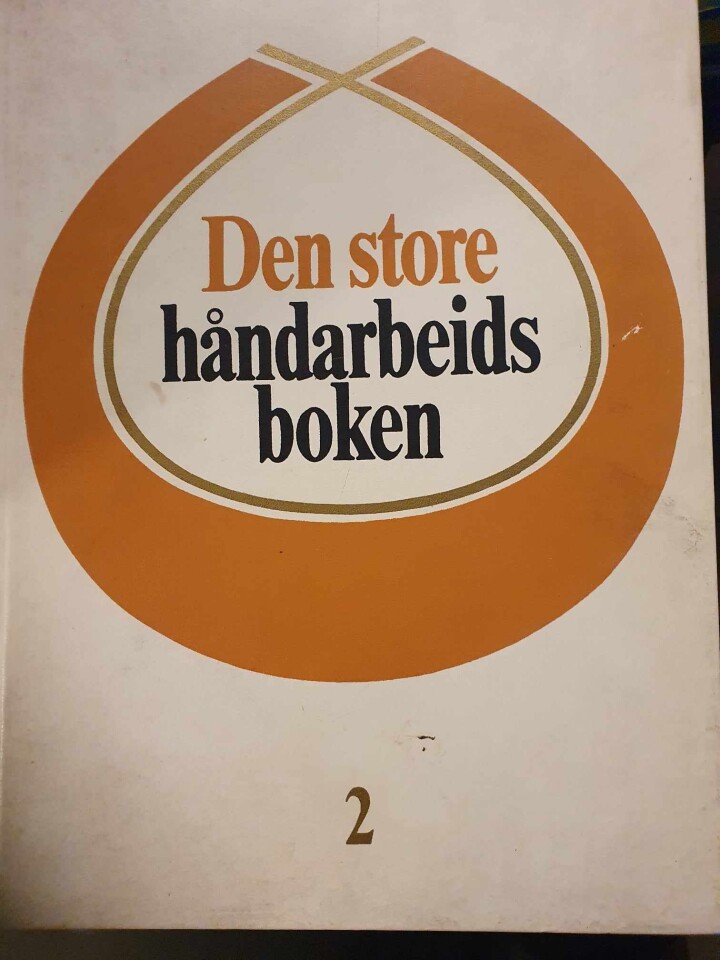 Den store
håndarbeids
boken
2